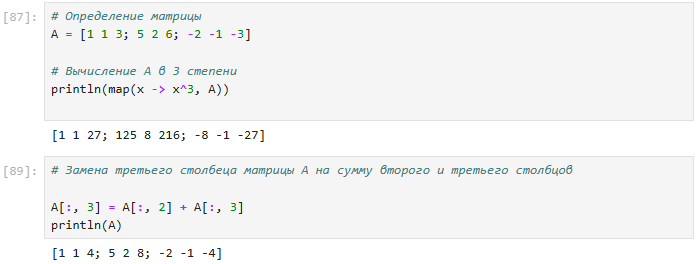 [87]:
# Определение матрицы
A = [1 1 3; 5 2 6; -2 -1 -3]
# Вычисление A в 3 степени
println(map(x -> x^3, A))
[1 1 27; 125 8 216; -8 -1 -27]
[89]:
# Замена третьего столбеца матрицы A на сумму второго и третьего столбцов
A[:, 3] = A[:, 2] + A[:, 3]
println(A)
[1 1 4; 5 2 8; -2 -1 -4]